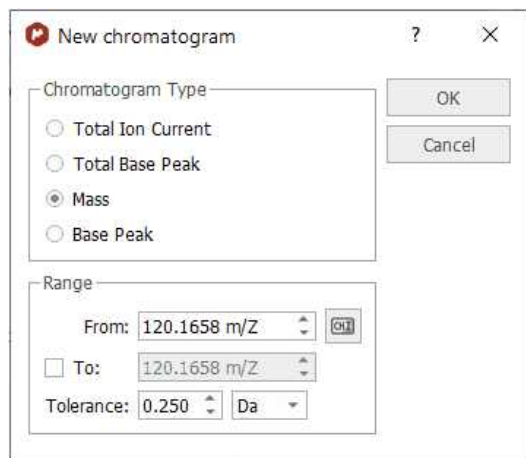 New chromatogram ? X
Chromatogram Type
OK
Total Ion Current
Cancel
Total Base Peak
Mass
Base Peak
Range
From: 120.1658 m/Z
To: 120.1658 m/Z
Tolerance: 0.250 Da